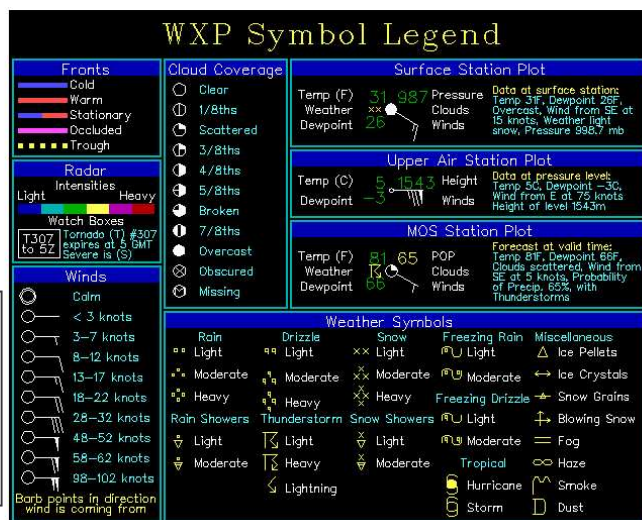 WXP Symbol Legend
Fronts
Cold
Warm
Stationary
Occluded
Trough
Radar
Intensities
Light Heavy
Watch Boxes
T307 to 5Z
Tornado (T) #307
expires at 5 GMT
Severe is (S)
Winds
Calm
< 3 knots
3-7 knots
8-12 knots
13-17 knots
18-22 knots
28-32 knots
48-52 knots
58-62 knots
98-102 knots
Barb points in direction
wind is coming from
Cloud Coverage
Clear
1/8ths
Scattered
3/8ths
4/8ths
5/8ths
Broken
7/8ths
Overcast
Obscured
Missing
Surface Station Plot
Temp (F) 31 987 Pressure
Weather Clouds
Dewpoint 26 Winds
Data at surface station:
Temp 31F, Dewpoint 26F,
Overcast, Wind from SE at
15 knots, Weather light
snow, Pressure 998.7 mb
Upper Air Station Plot
Temp (C) 5 1543 Height
Dewpoint -3 Winds
Data at pressure level:
Temp 5C, Dewpoint -3C,
Wind from E at 75 knots
Height of level 1543m
MOS Station Plot
Temp (F) 81 65 POP
Weather Clouds
Dewpoint 66 Winds
Forecast at valid time:
Temp 81F, Dewpoint 66F,
Clouds scattered, Wind from
SE at 5 knots, Probability
of Precip. 65%, with
Thunderstorms
Weather Symbols
Rain
Light
Moderate
Heavy
Rain Showers
Light
Moderate
Drizzle
Light
Moderate
Heavy
Thunderstorm
Light
Heavy
Lightning
Snow
Light
Moderate
Heavy
Snow Showers
Light
Moderate
Freezing Rain
Light
Moderate
Freezing Drizzle
Light
Moderate
Tropical
Hurricane
Storm
Miscellaneous
Ice Pellets
Ice Crystals
Snow Grains
Blowing Snow
Fog
Haze
Smoke
Dust